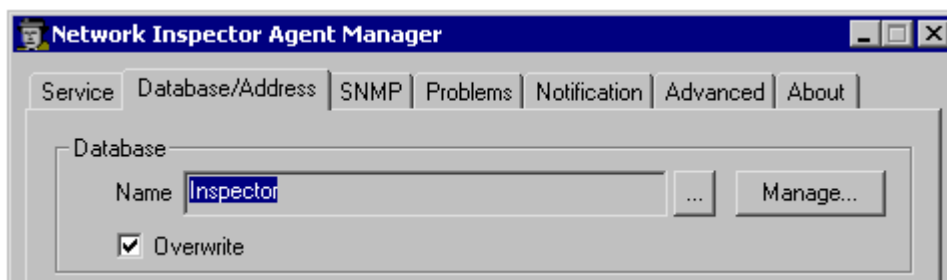 Network Inspector Agent Manager
Service Database/Address SNMP Problems Notification Advanced About
Database
Name Inspector ... Manage...
Overwrite